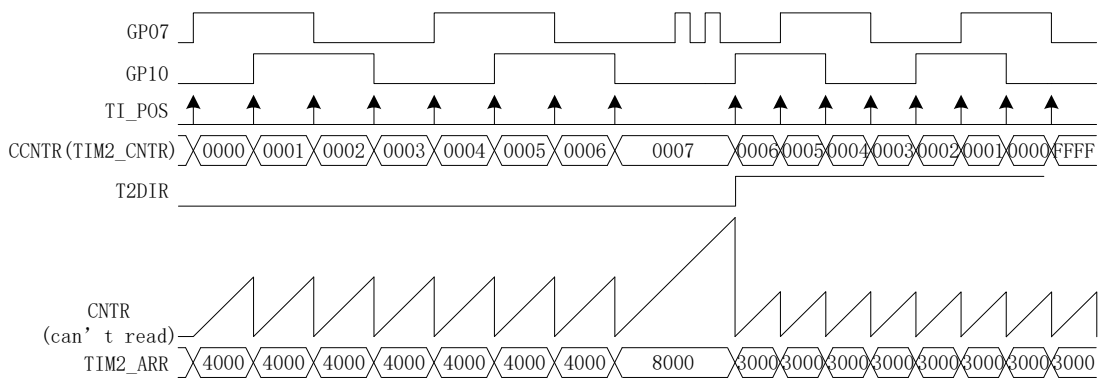 GP07
GP10
TI_POS
CCNTR(TIM2_CNTR) 0000 0001 0002 0003 0004 0005 0006 0007 0006 0005 0004 0003 0002 0001 0000 FFFF
T2DIR
CNTR
(can't read)
TIM2_ARR 4000 4000 4000 4000 4000 4000 4000 8000 3000 3000 3000 3000 3000 3000 3000 3000